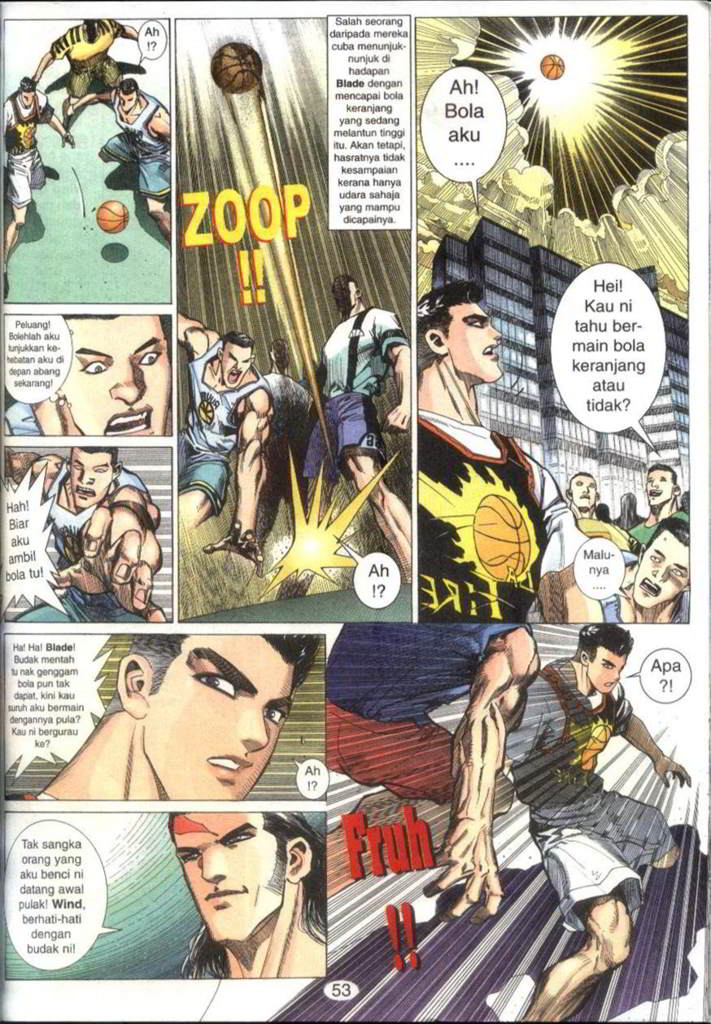 Ah
!?
Peluang!
Bolehlah aku
tunjukkan ke-
hebatan aku di
depan abang
sekarang!
Hah!
Biar
aku
ambil
bola tu!
ZOOP
!!
Salah seorang
daripada mereka
cuba menunjuk-
nunjuk di
hadapan
Blade dengan
mencapai bola
keranjang
yang sedang
melantun tinggi
itu. Akan tetapi,
hasratnya tidak
kesampaian
kerana hanya
udara sahaja
yang mampu
dicapainya.
Ah
!?
Ah!
Bola
aku
....
Hei!
Kau ni
tahu ber-
main bola
keranjang
atau
tidak?
Malu-
nya
....
FIRE
Ha! Ha! Blade!
Budak mentah
tu nak genggam
bola pun tak
dapat, kini kau
suruh aku bermain
dengannya pula?
Kau ni bergurau
ke?
Ah
!?
Tak sangka
orang yang
aku benci ni
datang awal
pulak! Wind,
berhati-hati
dengan
budak ni!
Apa
?!
Fruh
!!
53